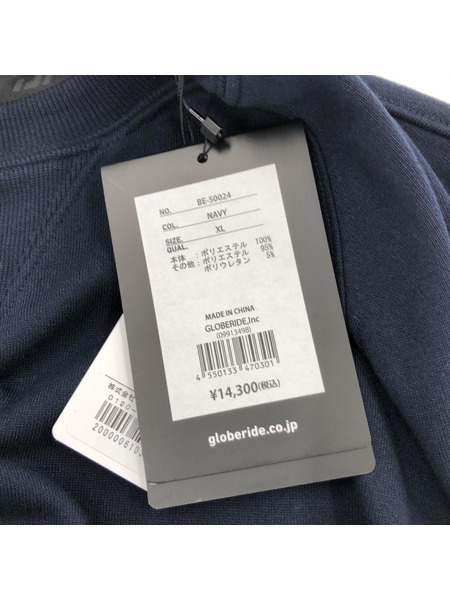 NO. BE-50024
COL. NAVY
SIZE. XL
QUAL.
本体 : ポリエステル 100%
その他 : ポリエステル 95%
ポリウレタン 5%
MADE IN CHINA
GLOBERIDE,Inc
(09913498)
4 550133 470301
¥14,300(税込)
globeride.co.jp
株式会社
0120-
2000006103